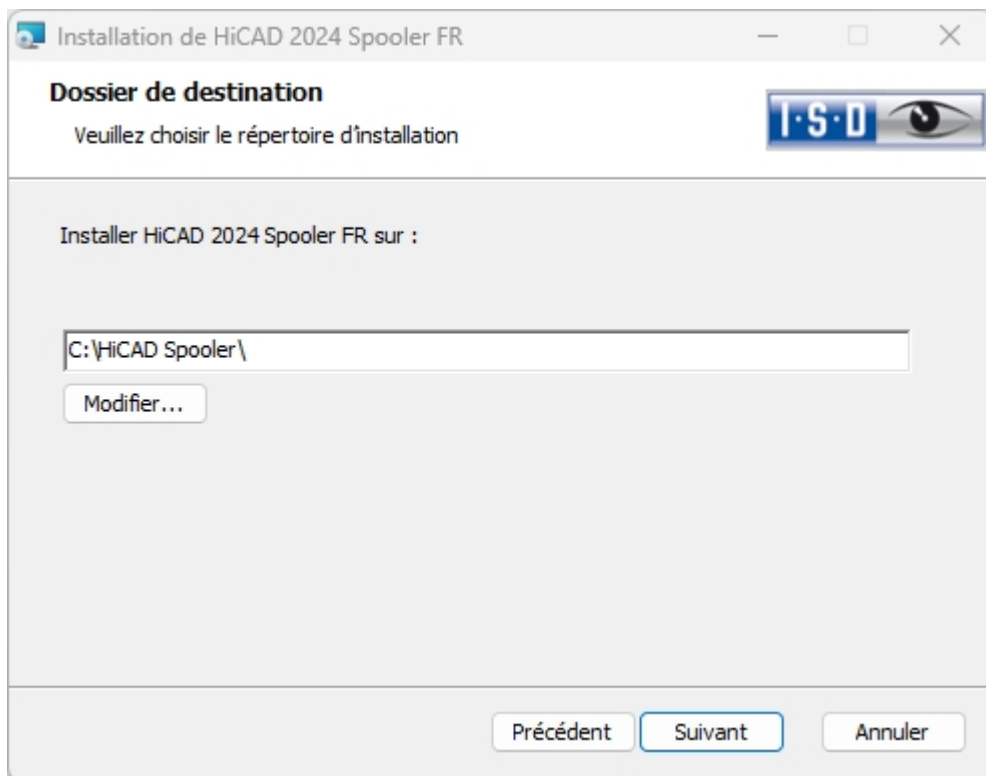 Installation de HiCAD 2024 Spooler FR
Dossier de destination
Veuillez choisir le répertoire d'installation
I·S·D
Installer HiCAD 2024 Spooler FR sur :
C:\HiCAD Spooler\
Modifier...
Précédent
Suivant
Annuler